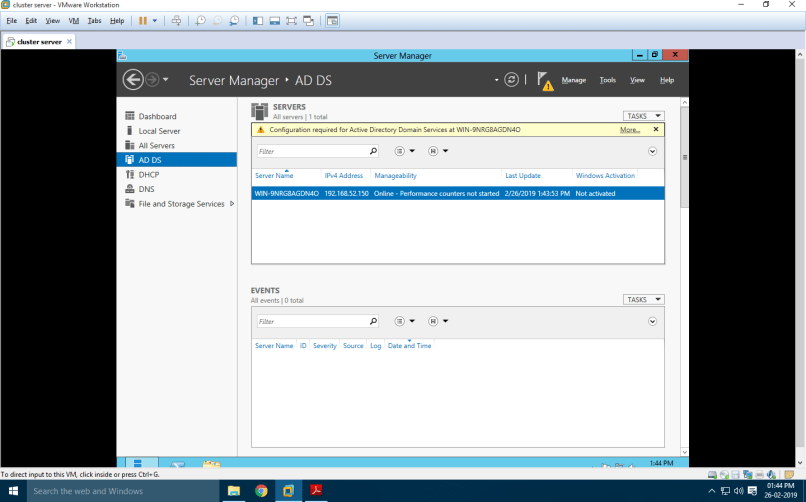 cluster server - VMware Workstation
File Edit View VM Tabs Help
cluster server
Server Manager
Server Manager • AD DS
Manage Tools View Help
Dashboard
Local Server
All Servers
AD DS
DHCP
DNS
File and Storage Services
SERVERS
All servers | 1 total
TASKS
Configuration required for Active Directory Domain Services at WIN-9NRG8AGDN4O
More...
Filter
Server Name IPv4 Address Manageability Last Update Windows Activation
WIN-9NRG8AGDN4O 192.168.52.150 Online - Performance counters not started 2/26/2019 1:43:53 PM Not activated
EVENTS
All events | 0 total
TASKS
Filter
Server Name ID Severity Source Log Date and Time
1:44 PM
To direct input to this VM, click inside or press Ctrl+G.
Search the web and Windows
01:44 PM
26-02-2019